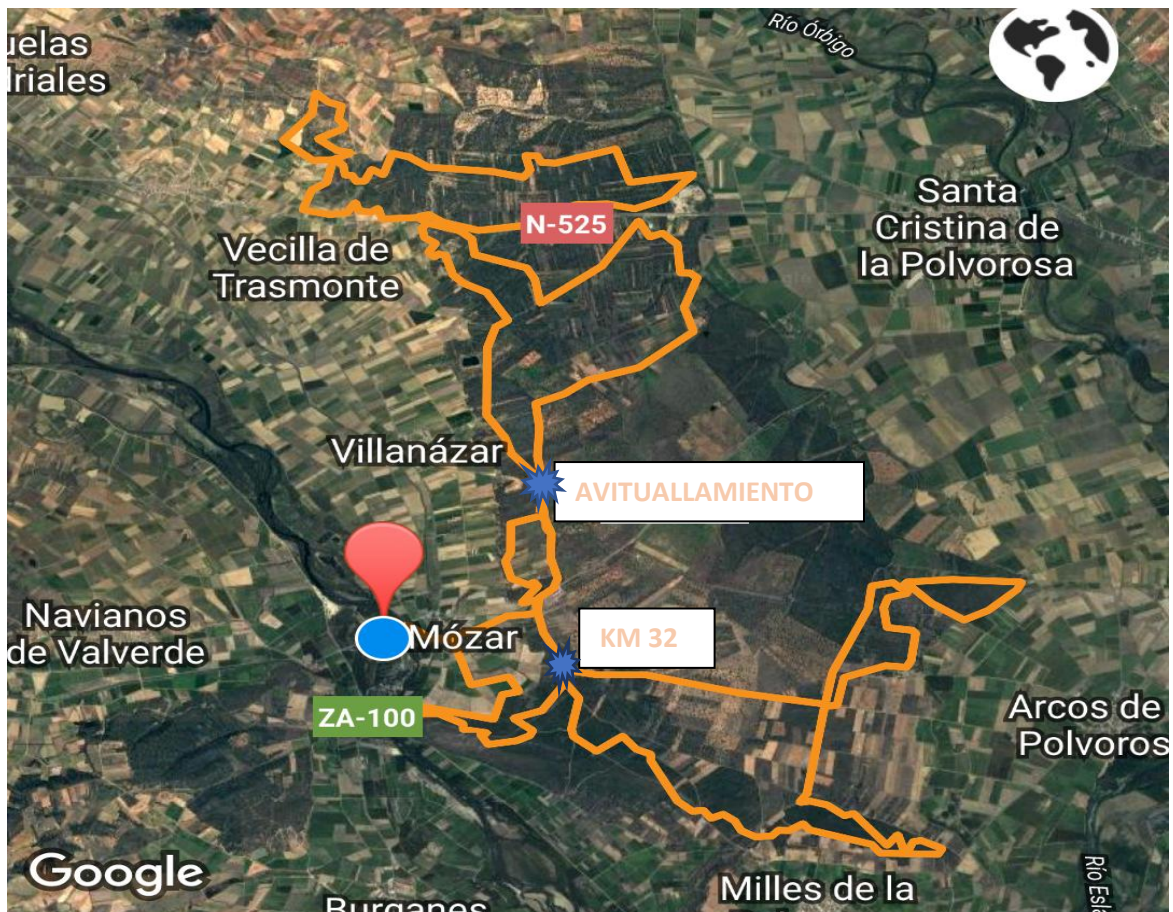 Río Órbigo
uelas
driales
Santa
Cristina de
la Polvorosa
N-525
Vecilla de
Trasmonte
Villanázar
AVITUALLAMIENTO
Navianos
de Valverde
Mózar
KM 32
ZA-100
Arcos de
Polvoros
Google
Milles de la
Burganes
Río Esla